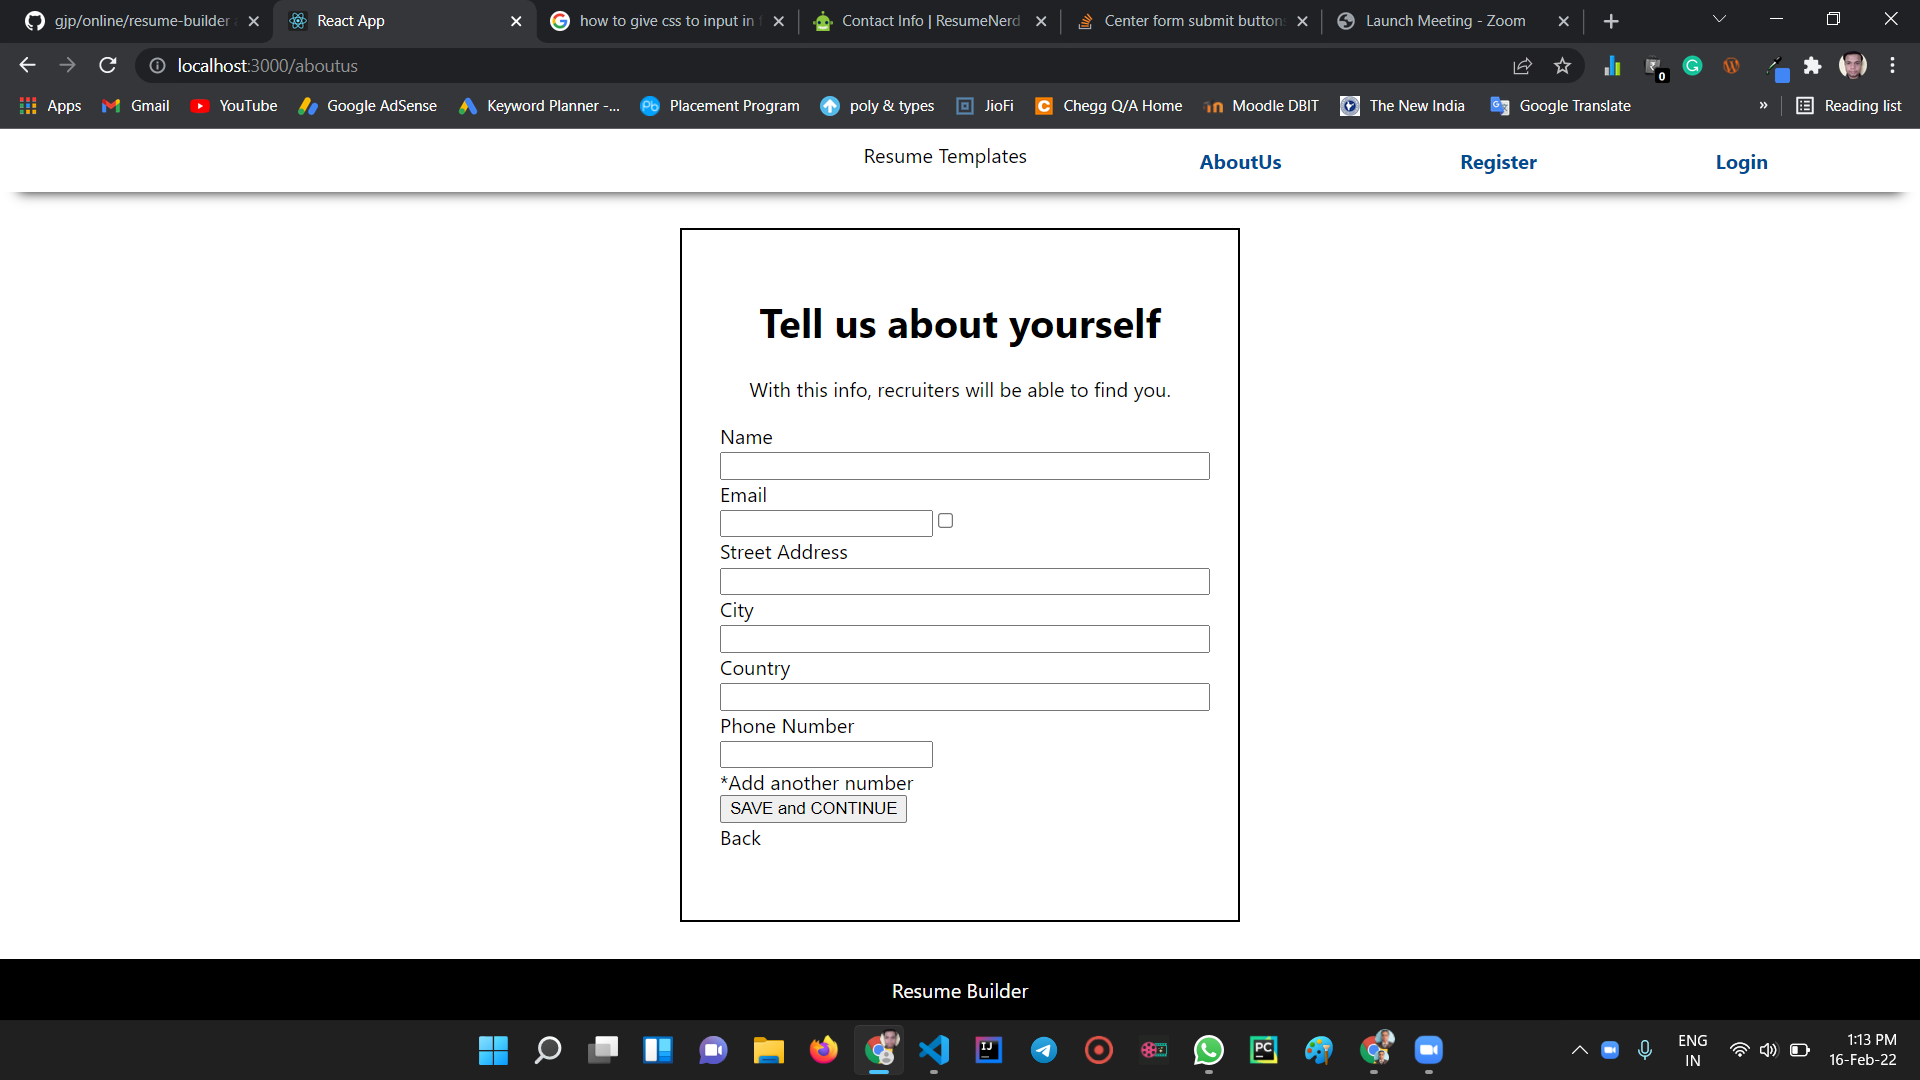 gjp/online/resume-builder
React App
how to give css to input in
Contact Info | ResumeNerd
Center form submit button
Launch Meeting - Zoom
localhost:3000/aboutus
0
Apps
Gmail
YouTube
Google AdSense
Keyword Planner -...
Placement Program
poly & types
JioFi
Chegg Q/A Home
Moodle DBIT
The New India
Google Translate
»
Reading list
Resume Templates
AboutUs
Register
Login
Tell us about yourself
With this info, recruiters will be able to find you.
Name
Email
Street Address
City
Country
Phone Number
*Add another number
SAVE and CONTINUE
Back
Resume Builder
ENG
IN
1:13 PM
16-Feb-22